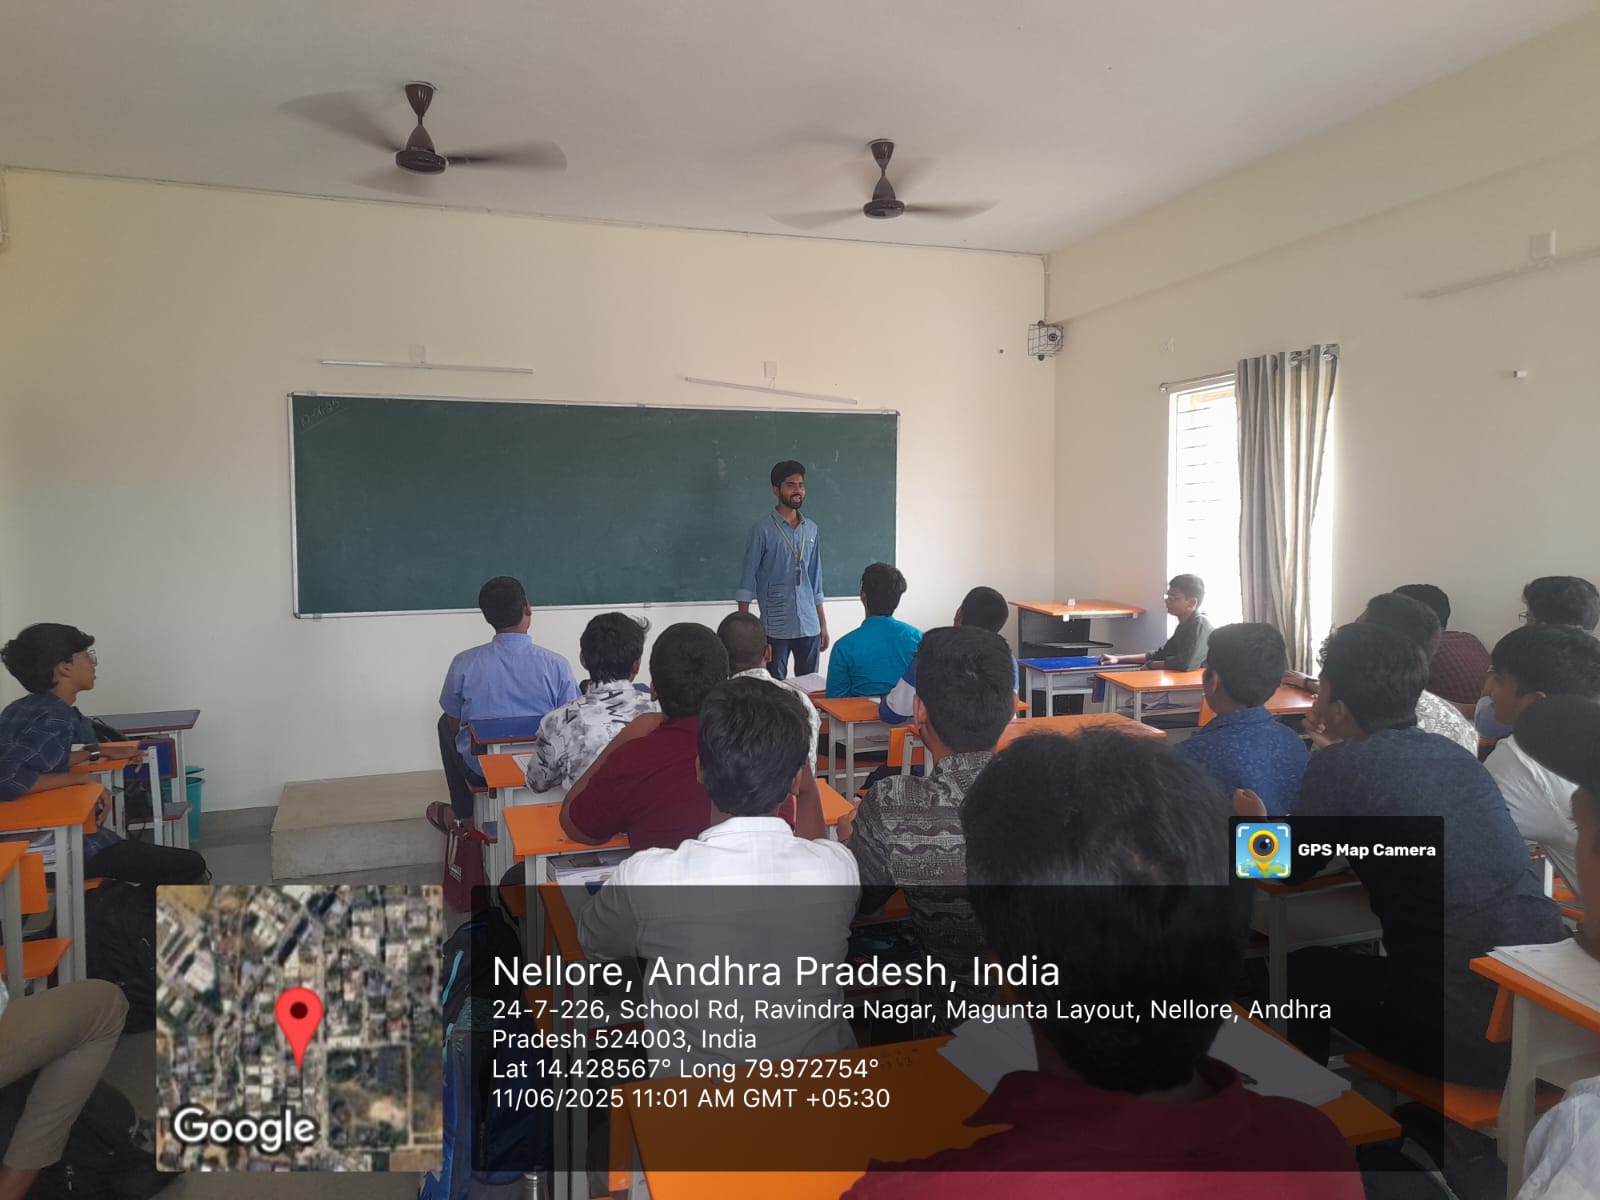 GPS Map Camera
Nellore, Andhra Pradesh, India
24-7-226, School Rd, Ravindra Nagar, Magunta Layout, Nellore, Andhra
Pradesh 524003, India
Lat 14.428567° Long 79.972754°
11/06/2025 11:01 AM GMT +05:30
Google